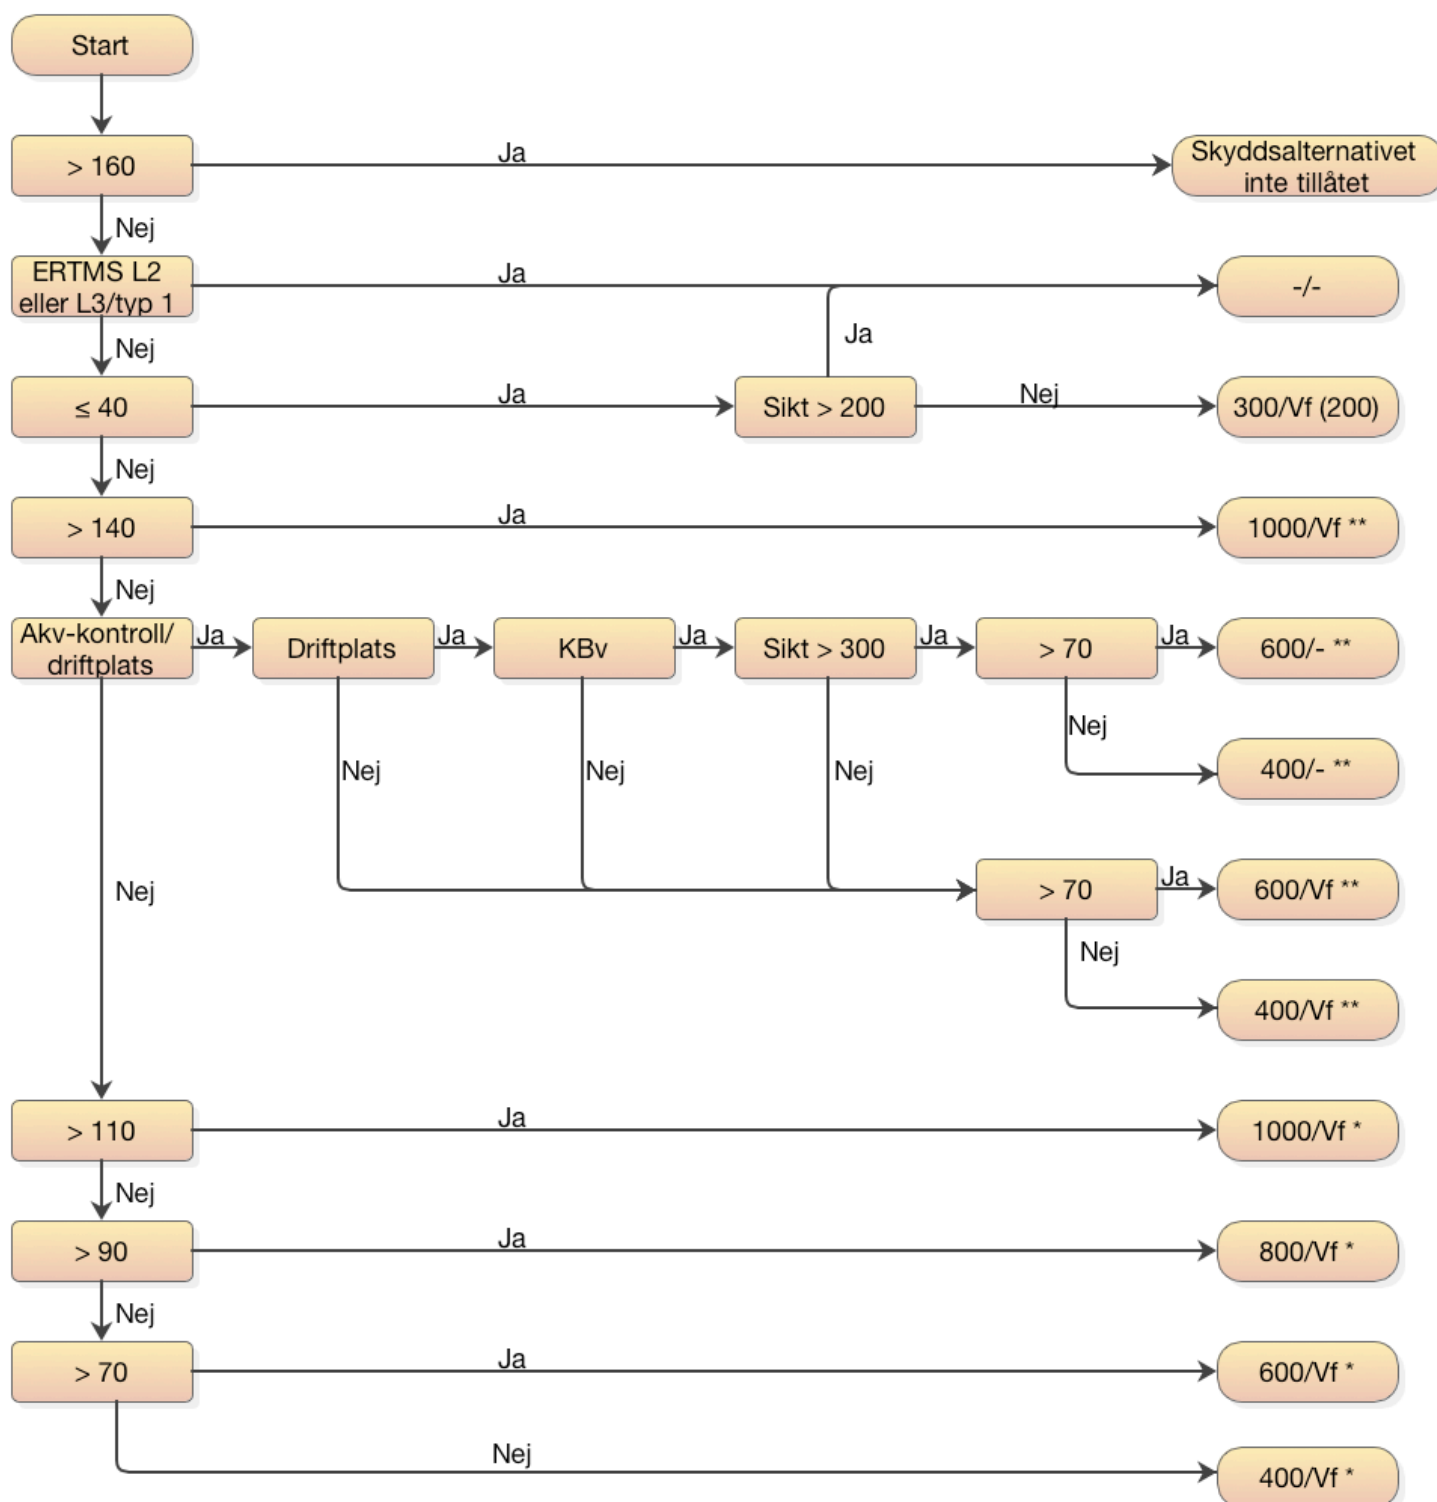 Start
> 160
Ja
Skyddsalternativet
inte tillåtet
Nej
ERTMS L2
eller L3/typ 1
Ja
-/-
Nej
Ja
≤ 40
Ja
Sikt > 200
Nej
300/Vf (200)
Nej
> 140
Ja
1000/Vf **
Nej
Akv-kontroll/
driftplats
Ja
Driftplats
Ja
KBv
Ja
Sikt > 300
Ja
> 70
Ja
600/- **
Nej
400/- **
Nej
Nej
Nej
Nej
> 70
Ja
600/Vf **
Nej
400/Vf **
> 110
Ja
1000/Vf *
Nej
> 90
Ja
800/Vf *
Nej
> 70
Ja
600/Vf *
Nej
400/Vf *